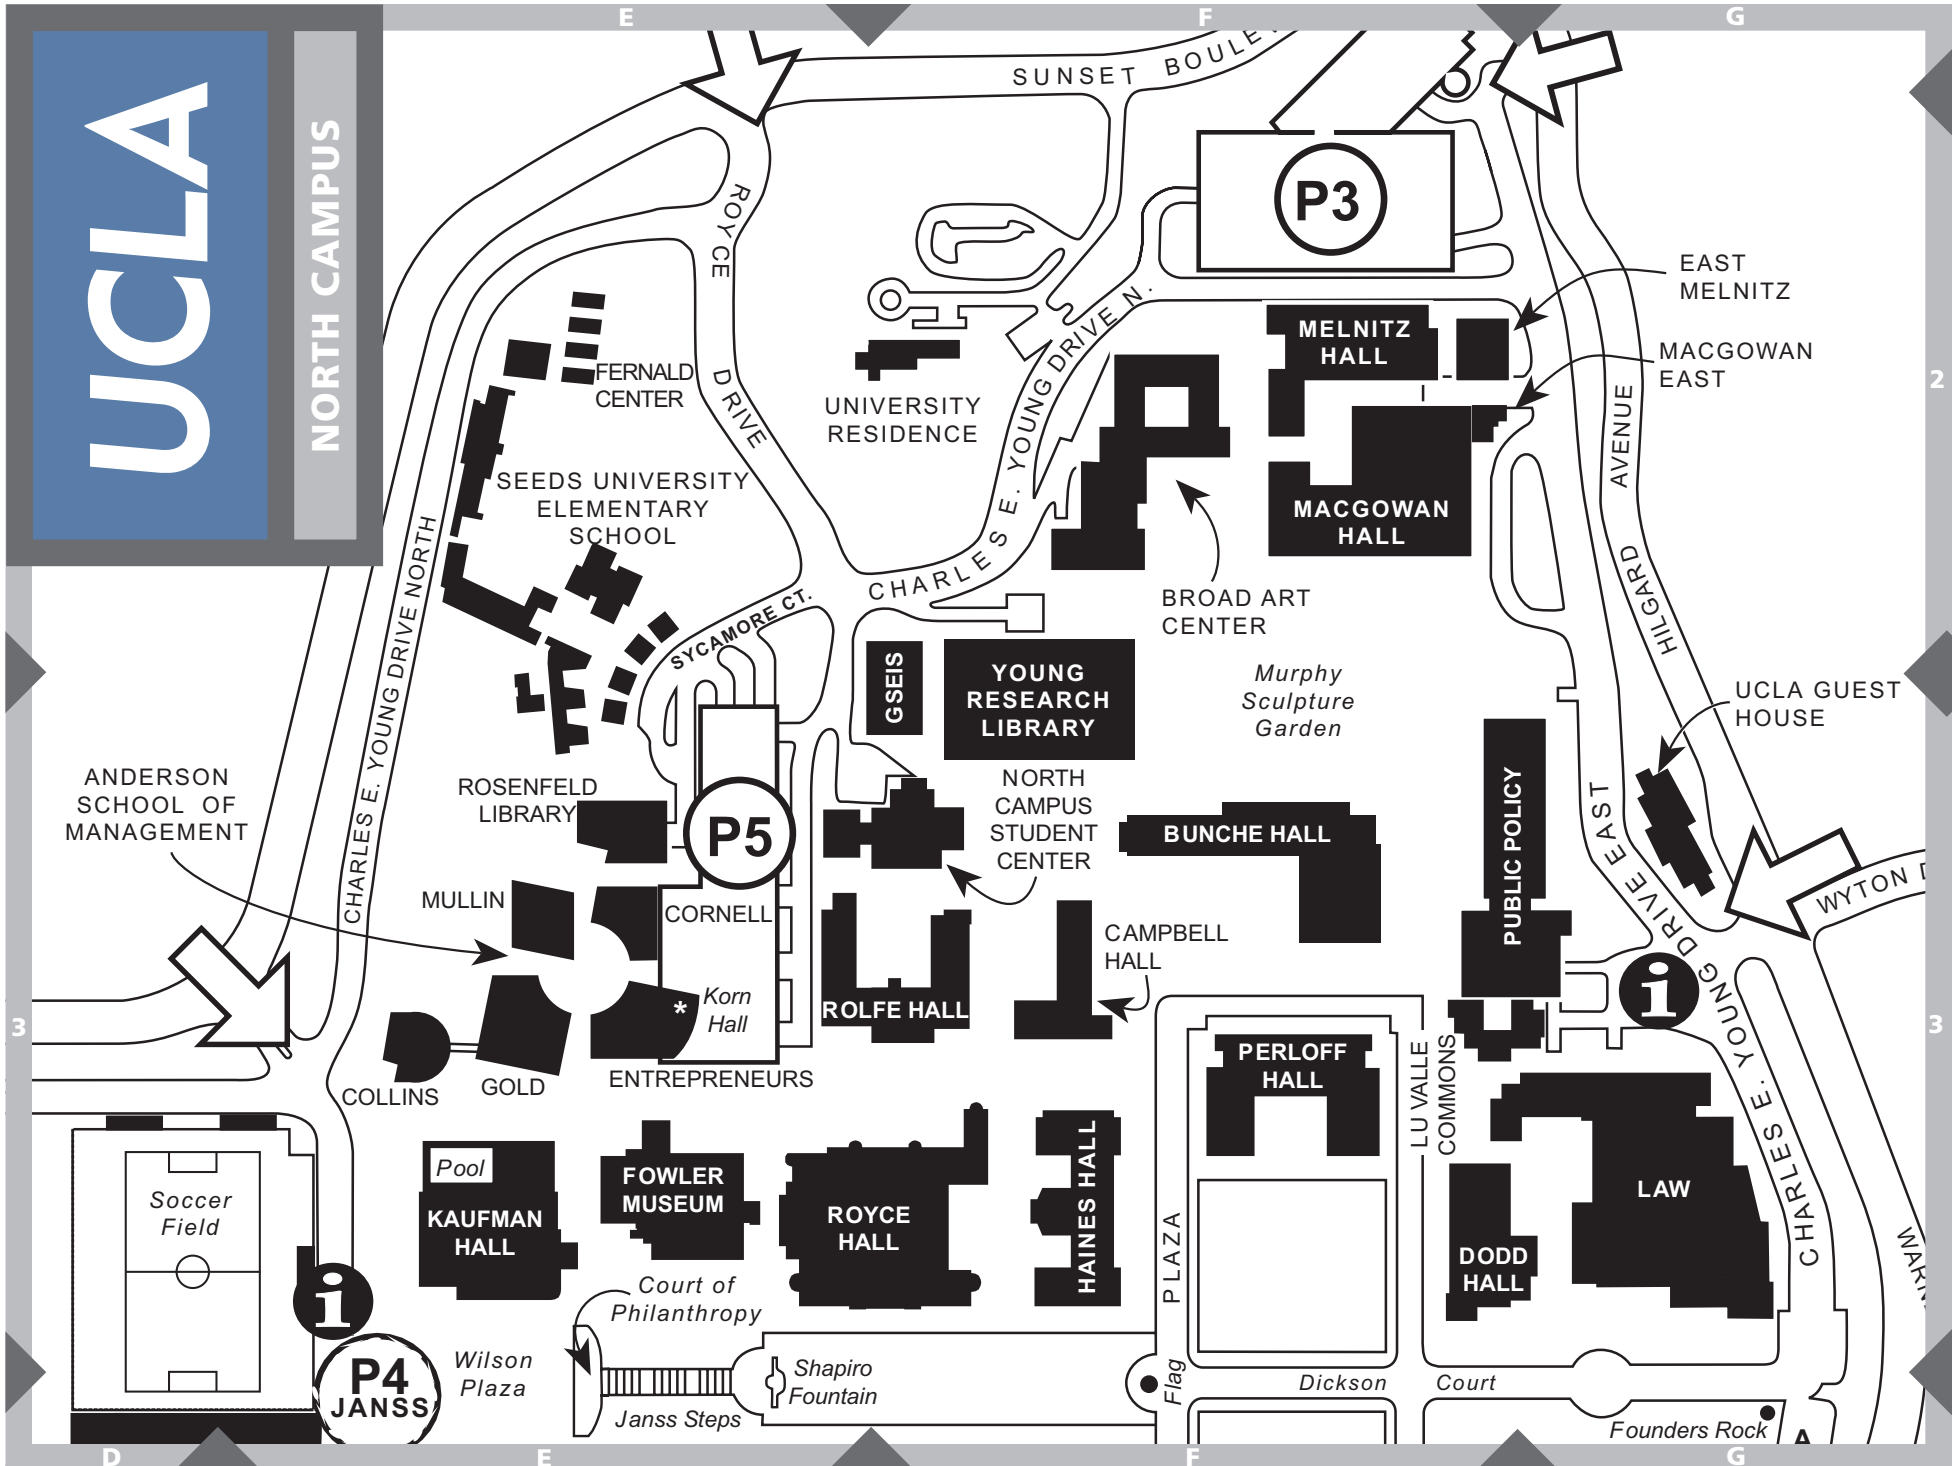 E
F
G
UCLA
NORTH CAMPUS
SUNSET
P3
ROYCE
DRIVE
EAST
MELNITZ
CHARLES E. YOUNG DRIVE N.
MELNITZ
HALL
MACGOWAN
EAST
2
FERNALD
CENTER
UNIVERSITY
RESIDENCE
HILGARD AVENUE
SEEDS UNIVERSITY
ELEMENTARY
SCHOOL
MACGOWAN
HALL
CHARLES E. YOUNG DRIVE NORTH
BROAD ART
CENTER
SYCAMORE CT.
GSEIS
YOUNG
RESEARCH
LIBRARY
Murphy
Sculpture
Garden
UCLA GUEST
HOUSE
ANDERSON
SCHOOL OF
MANAGEMENT
ROSENFELD
LIBRARY
P5
NORTH
CAMPUS
STUDENT
CENTER
BUNCHE HALL
PUBLIC POLICY
CHARLES E. YOUNG DRIVE EAST
WYTON
MULLIN
CORNELL
CAMPBELL
HALL
i
*
Korn
Hall
ROLFE HALL
3
3
COLLINS
GOLD
ENTREPRENEURS
PERLOFF
HALL
LU VALLE
COMMONS
Pool
Soccer
Field
KAUFMAN
HALL
FOWLER
MUSEUM
ROYCE
HALL
HAINES HALL
PLAZA
LAW
DODD
HALL
i
Court of
Philanthropy
P4
JANSS
Wilson
Plaza
Shapiro
Fountain
Janss Steps
Flag
Dickson Court
Founders Rock
A
D
E
F
G